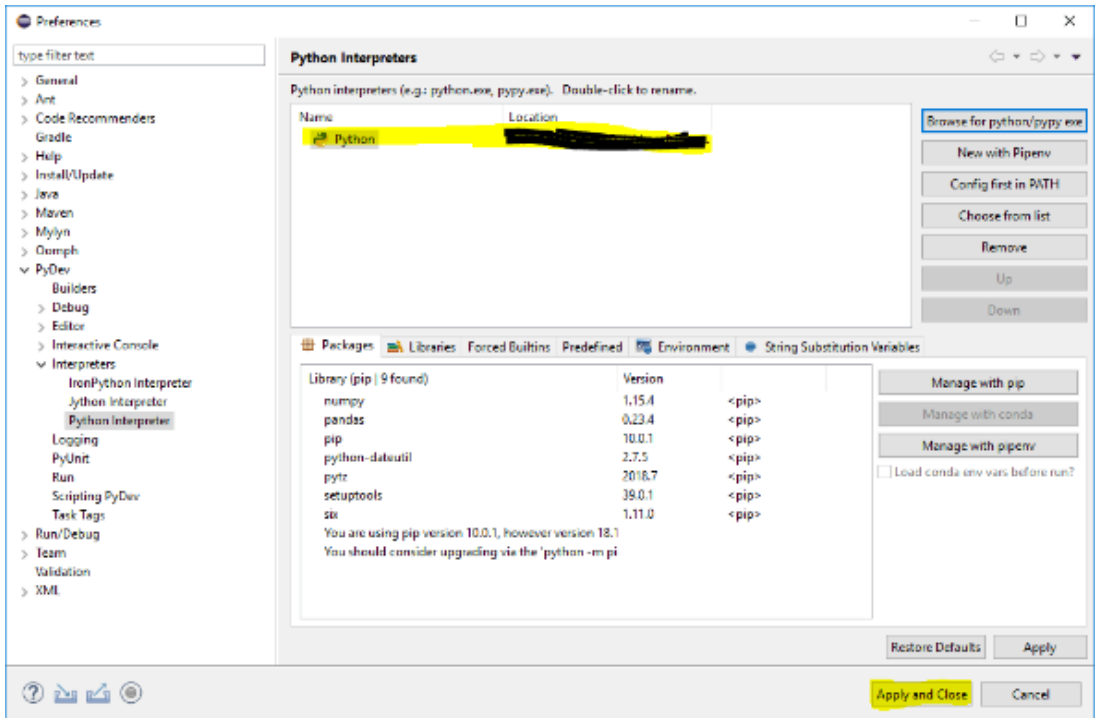 Preferences
type filter text
General
Ant
Code Recommenders
Gradle
Help
Install/Update
Java
Maven
Mylyn
Oomph
PyDev
Builders
Debug
Editor
Interactive Console
Interpreters
IronPython Interpreter
Jython Interpreter
Python Interpreter
Logging
PyUnit
Run
Scripting PyDev
Task Tags
Run/Debug
Team
Validation
XML
Python Interpreters
Python interpreters (e.g.: python.exe, pypy.exe). Double-click to rename.
Name Location
Python
Browse for python/pypy exe
New with Pipenv
Config first in PATH
Choose from list
Remove
Up
Down
Packages Libraries Forced Builtins Predefined Environment String Substitution Variables
Library (pip | 9 found) Version
numpy 1.15.4 <pip>
pandas 0.23.4 <pip>
pip 10.0.1 <pip>
python-dateutil 2.7.5 <pip>
pytz 2018.7 <pip>
setuptools 39.0.1 <pip>
six 1.11.0 <pip>
You are using pip version 10.0.1, however version 18.1
You should consider upgrading via the 'python -m pi
Manage with pip
Manage with conda
Manage with pipenv
Load conda env vars before run?
Restore Defaults Apply
Apply and Close Cancel